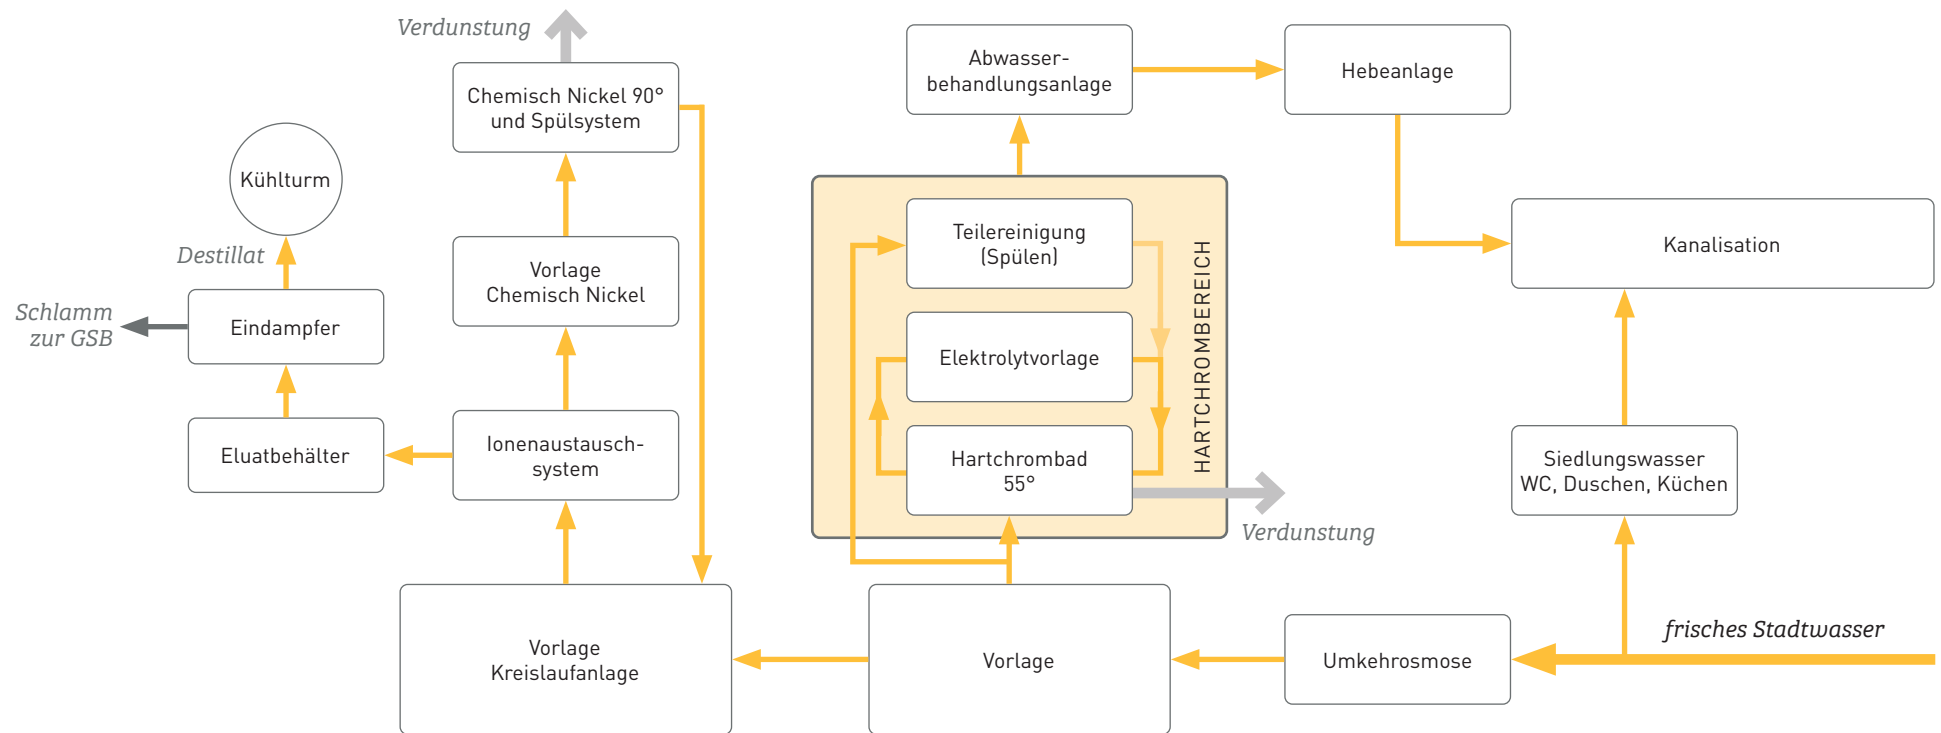 Verdunstung
Chemisch Nickel 90°
und Spülsystem
Kühlturm
Destillat
Schlamm
zur GSB
Eindampfer
Eluatbehälter
Vorlage
Chemisch Nickel
Ionenaustausch-
system
Vorlage
Kreislaufanlage
Abwasser-
behandlungsanlage
Hebeanlage
Teilereinigung
(Spülen)
Elektrolytvorlage
Hartchrombad
55°
HARTCHROMBEREICH
Verdunstung
Vorlage
Kanalisation
Siedlungswasser
WC, Duschen, Küchen
Umkehrosmose
frisches Stadtwasser